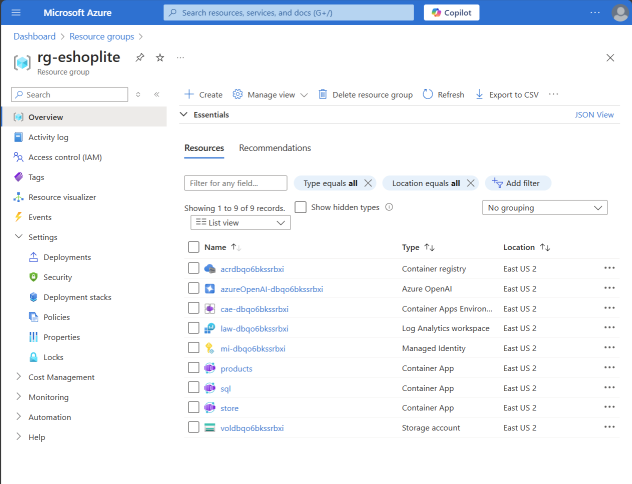 Microsoft Azure
Search resources, services, and docs (G+/)
Copilot
Dashboard > Resource groups >
rg-eshoplite
Resource group
Search
Overview
Activity log
Access control (IAM)
Tags
Resource visualizer
Events
Settings
Deployments
Security
Deployment stacks
Policies
Properties
Locks
Cost Management
Monitoring
Automation
Help
Create Manage view Delete resource group Refresh Export to CSV
Essentials JSON View
Resources Recommendations
Filter for any field... Type equals all Location equals all Add filter
Showing 1 to 9 of 9 records. Show hidden types No grouping
List view
Name Type Location
acrdbqo6bkssrbxi Container registry East US 2
azureOpenAI-dbqo6bkssrbxi Azure OpenAI East US 2
cae-dbqo6bkssrbxi Container Apps Environ... East US 2
law-dbqo6bkssrbxi Log Analytics workspace East US 2
mi-dbqo6bkssrbxi Managed Identity East US 2
products Container App East US 2
sql Container App East US 2
store Container App East US 2
voldbqo6bkssrbxi Storage account East US 2